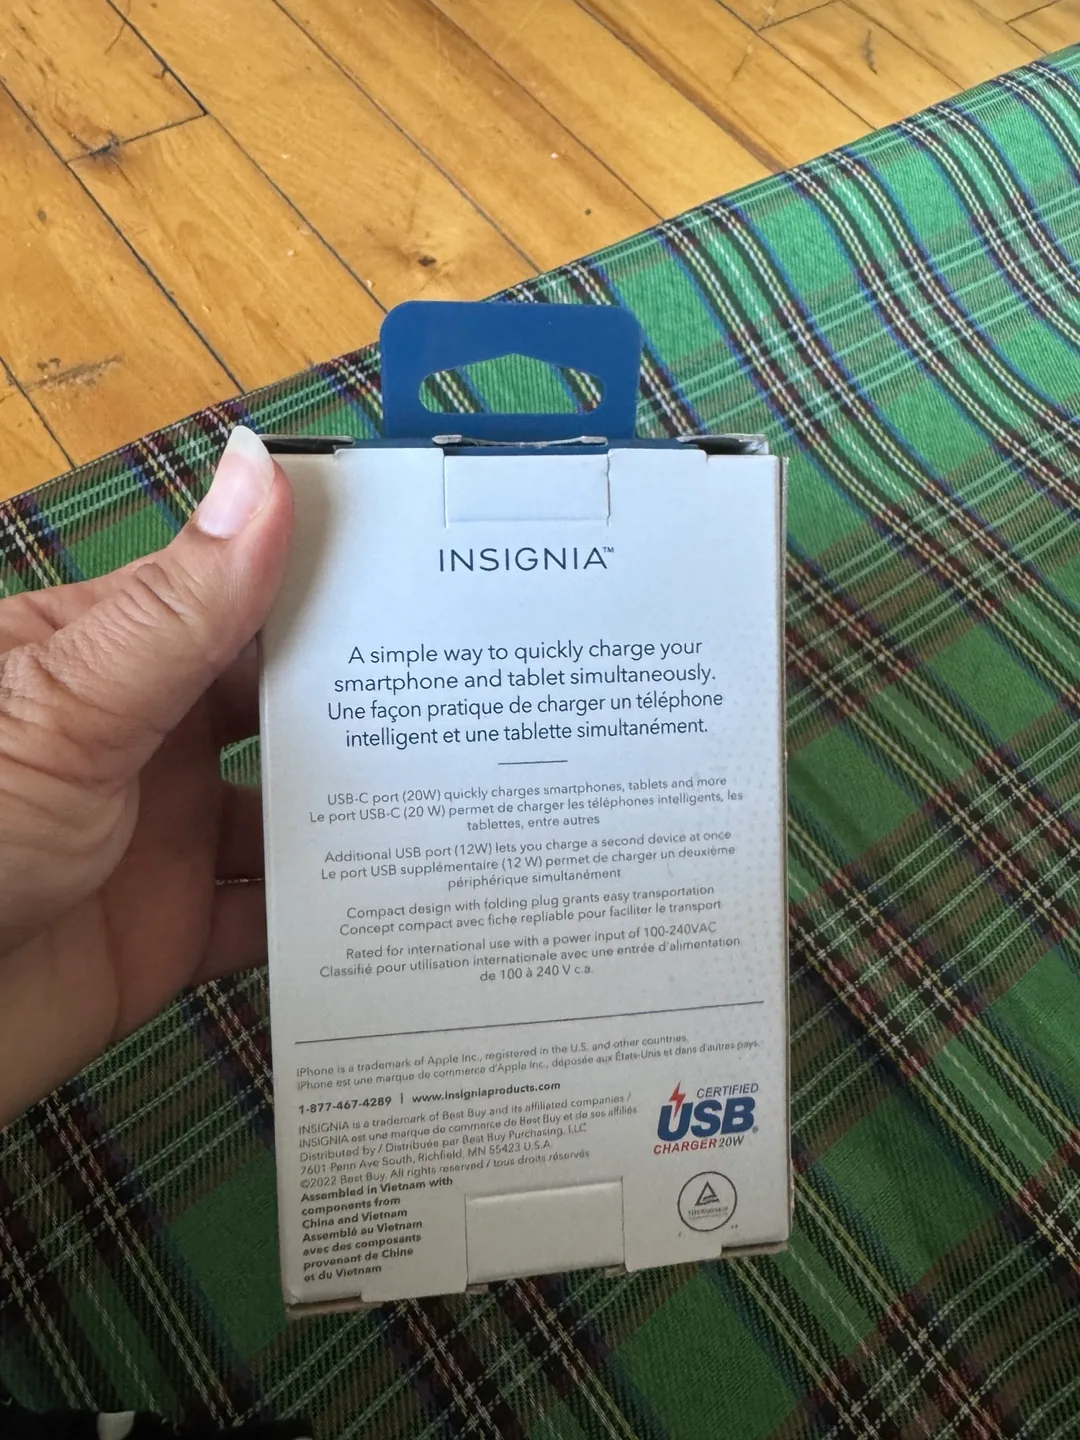 INSIGNIA™
A simple way to quickly charge your
smartphone and tablet simultaneously.
Une façon pratique de charger un téléphone
intelligent et une tablette simultanément.
USB-C port (20W) quickly charges smartphones, tablets and more
Le port USB-C (20 W) permet de charger les téléphones intelligents, les
tablettes, entre autres
Additional USB port (12W) lets you charge a second device at once
Le port USB supplémentaire (12 W) permet de charger un deuxième
périphérique simultanément
Compact design with folding plug grants easy transportation
Concept compact avec fiche repliable pour faciliter le transport
Rated for international use with a power input of 100-240VAC
Classifié pour utilisation internationale avec une entrée d'alimentation
de 100 à 240 V c.a.
iPhone is a trademark of Apple Inc., registered in the U.S. and other countries.
iPhone est une marque de commerce d'Apple Inc., déposée aux États-Unis et dans d'autres pays.
1-877-467-4289 | www.insigniaproducts.com
INSIGNIA is a trademark of Best Buy and its affiliated companies /
INSIGNIA est une marque de commerce de Best Buy et de ses affiliés
Distributed by / Distribuée par Best Buy Purchasing, LLC
7601 Penn Ave South, Richfield, MN 55423 U.S.A.
©2022 Best Buy. All rights reserved / tous droits réservés
Assembled in Vietnam with
components from
China and Vietnam
Assemblé au Vietnam
avec des composants
provenant de Chine
et du Vietnam
CERTIFIED
USB®
CHARGER 20W
TÜVRheinland